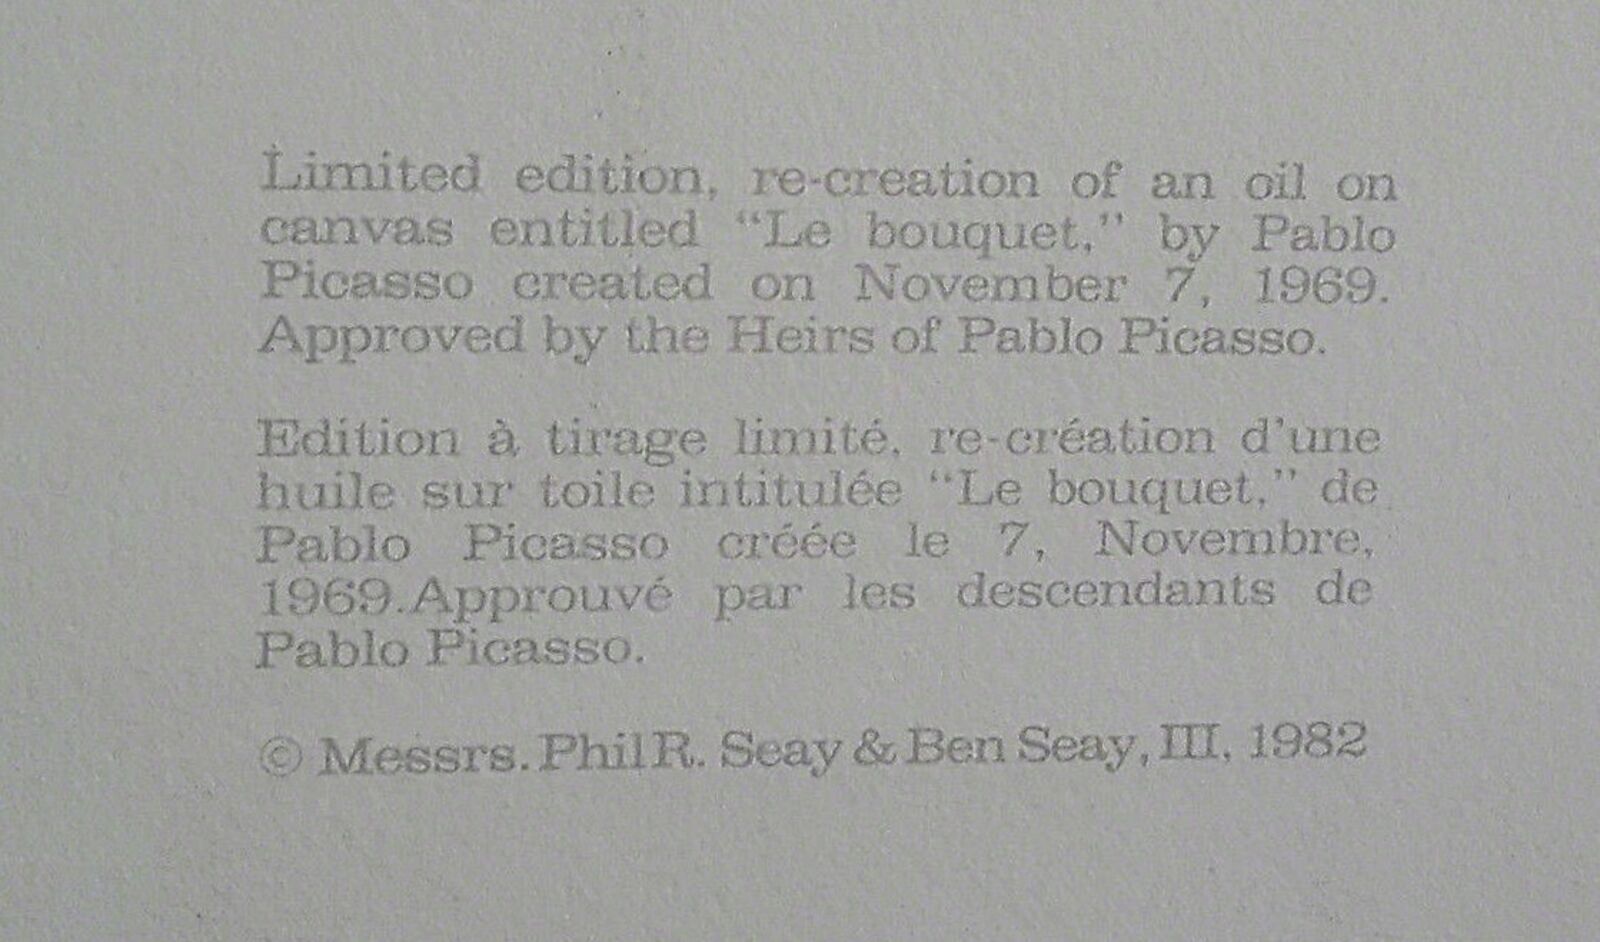 Limited edition, re-creation of an oil on
canvas entitled “Le bouquet,” by Pablo
Picasso created on November 7, 1969.
Approved by the Heirs of Pablo Picasso.
Edition à tirage limité, re-création d’une
huile sur toile intitulée “Le bouquet,” de
Pablo Picasso créée le 7, Novembre,
1969.Approuvé par les descendants de
Pablo Picasso.
© Messrs. Phil R. Seay & Ben Seay, III, 1982